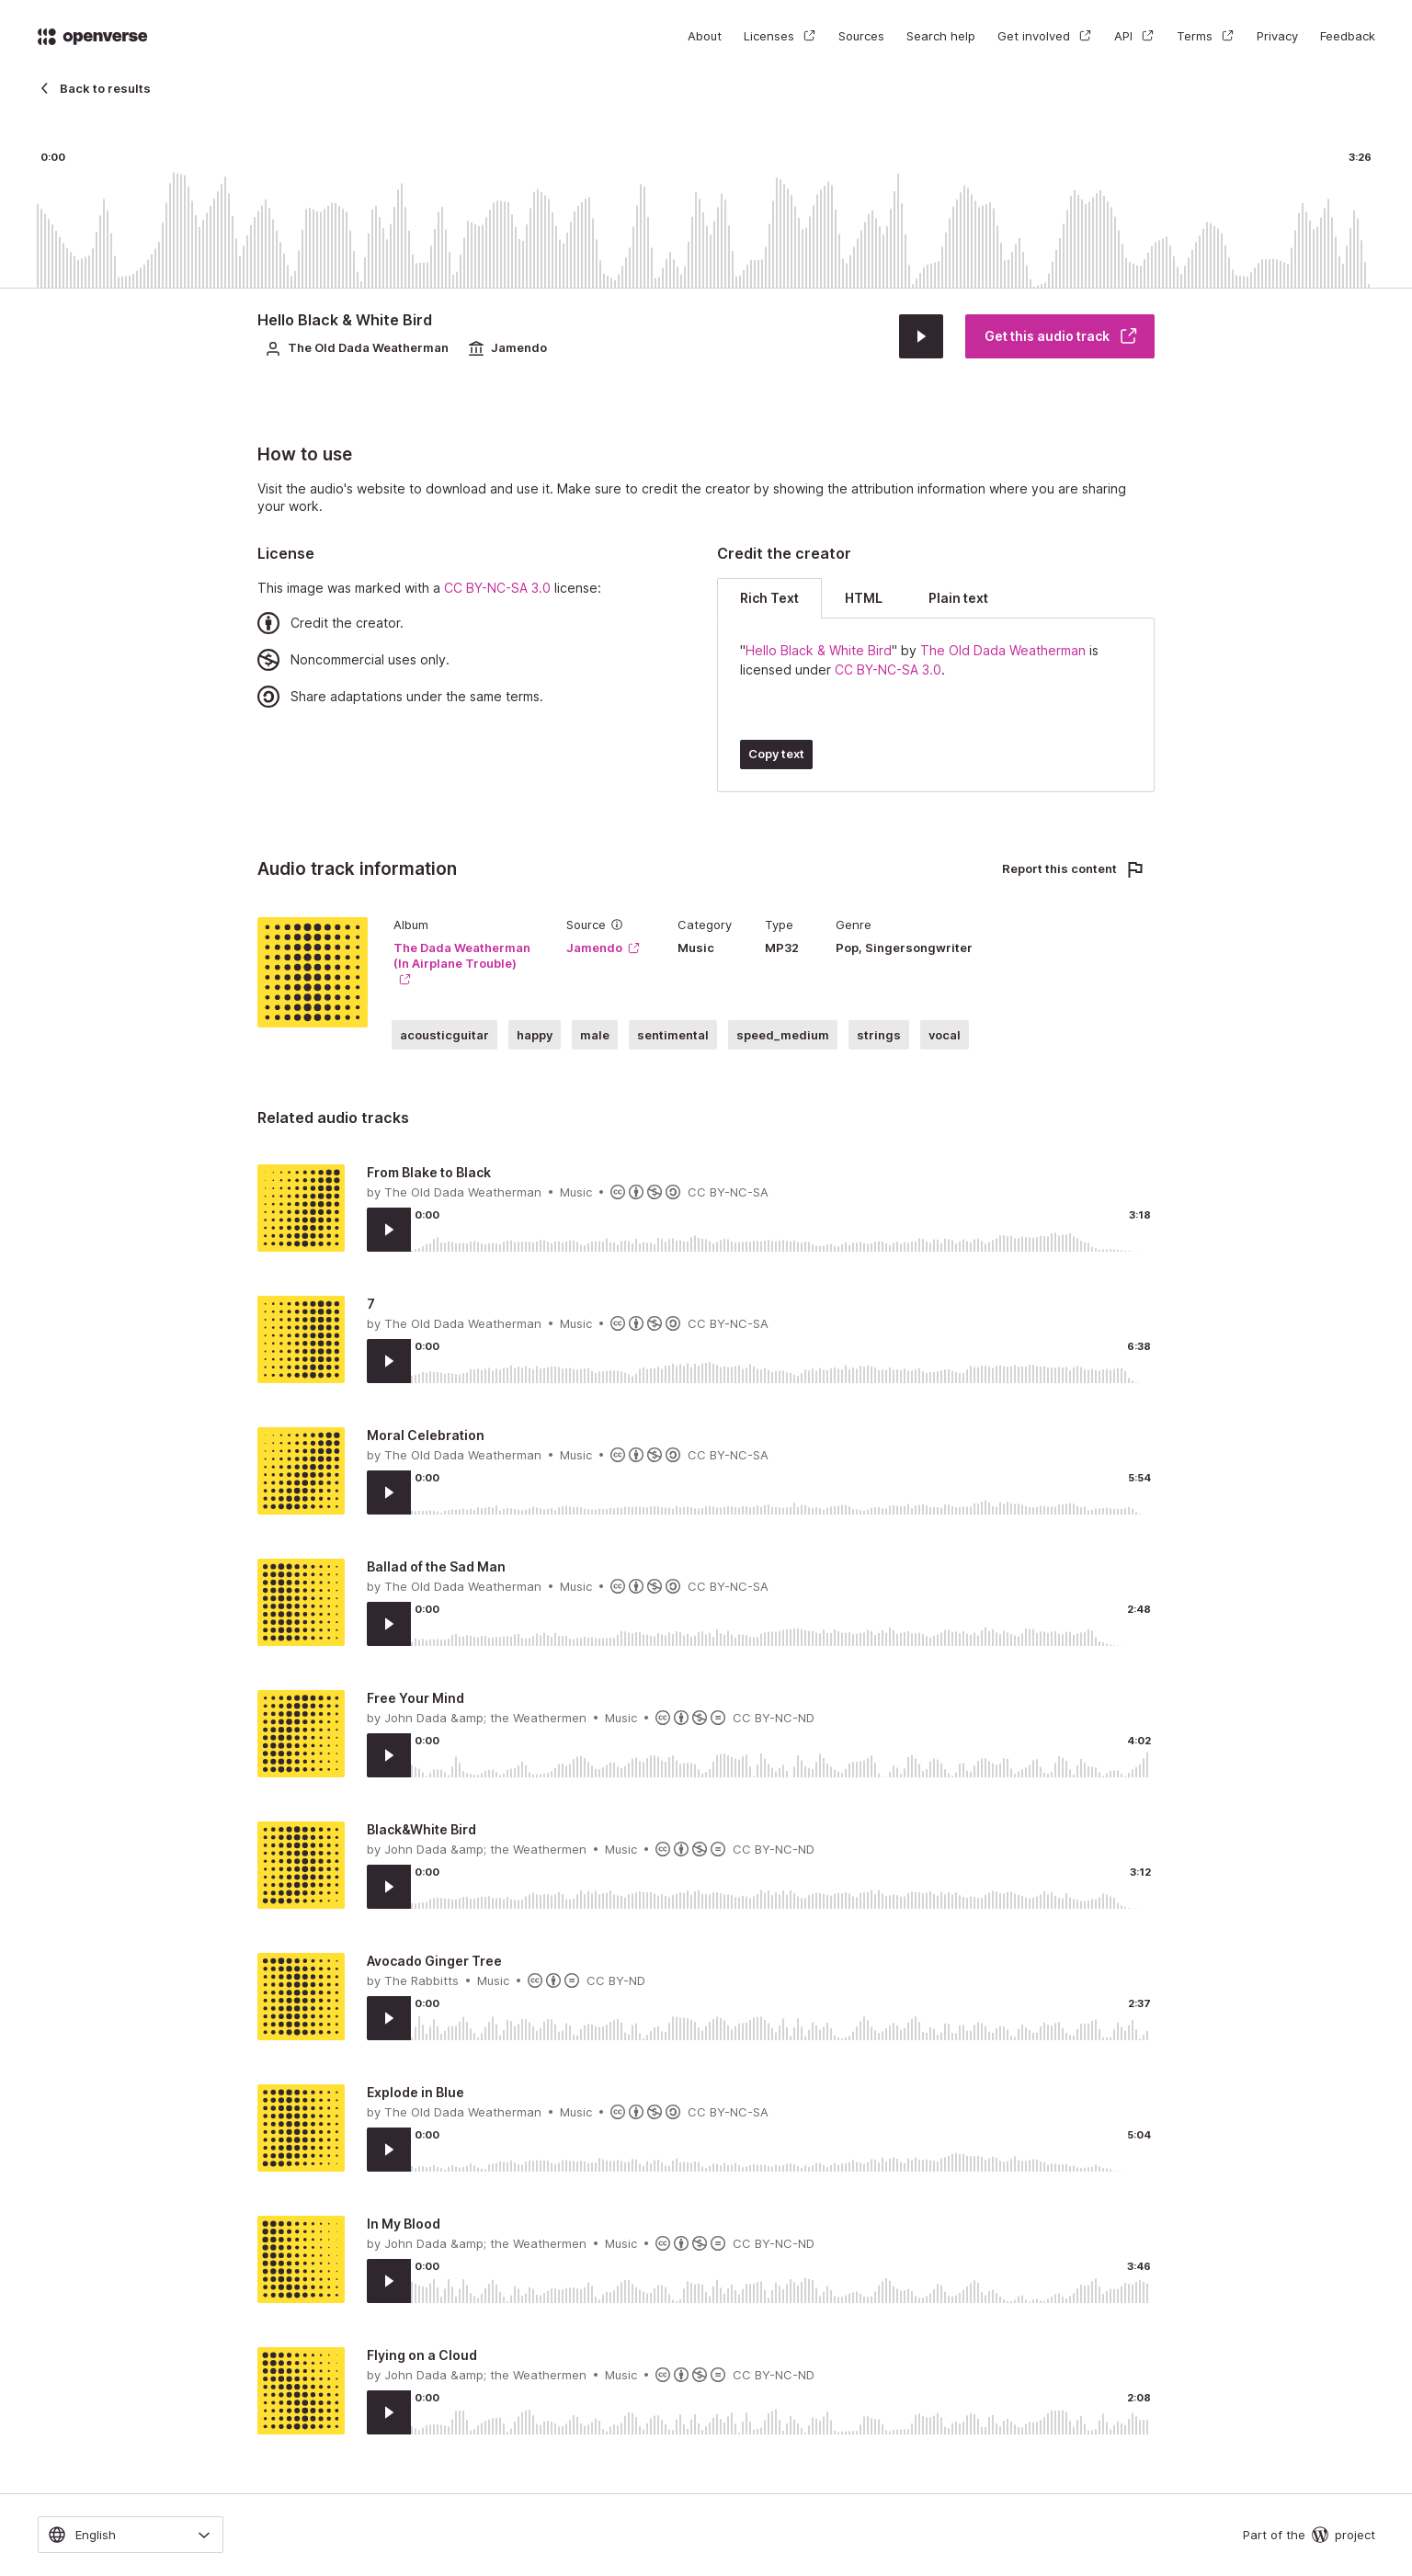 openverse
About Licenses Sources Search help Get involved API Terms Privacy Feedback
Back to results
0:00 3:26
Hello Black & White Bird
The Old Dada Weatherman Jamendo
Get this audio track
How to use
Visit the audio's website to download and use it. Make sure to credit the creator by showing the attribution information where you are sharing
your work.
License
This image was marked with a CC BY-NC-SA 3.0 license:
Credit the creator.
Noncommercial uses only.
Share adaptations under the same terms.
Credit the creator
Rich Text HTML Plain text
"Hello Black & White Bird" by The Old Dada Weatherman is
licensed under CC BY-NC-SA 3.0.
Copy text
Audio track information
Report this content
Album
The Dada Weatherman
(In Airplane Trouble)
Source
Jamendo
Category
Music
Type
MP32
Genre
Pop, Singersongwriter
acousticguitar happy male sentimental speed_medium strings vocal
Related audio tracks
From Blake to Black
by The Old Dada Weatherman • Music • CC BY-NC-SA
0:00 3:18
7
by The Old Dada Weatherman • Music • CC BY-NC-SA
0:00 6:38
Moral Celebration
by The Old Dada Weatherman • Music • CC BY-NC-SA
0:00 5:54
Ballad of the Sad Man
by The Old Dada Weatherman • Music • CC BY-NC-SA
0:00 2:48
Free Your Mind
by John Dada &amp; the Weathermen • Music • CC BY-NC-ND
0:00 4:02
Black&White Bird
by John Dada &amp; the Weathermen • Music • CC BY-NC-ND
0:00 3:12
Avocado Ginger Tree
by The Rabbitts • Music • CC BY-ND
0:00 2:37
Explode in Blue
by The Old Dada Weatherman • Music • CC BY-NC-SA
0:00 5:04
In My Blood
by John Dada &amp; the Weathermen • Music • CC BY-NC-ND
0:00 3:46
Flying on a Cloud
by John Dada &amp; the Weathermen • Music • CC BY-NC-ND
0:00 2:08
English
Part of the project